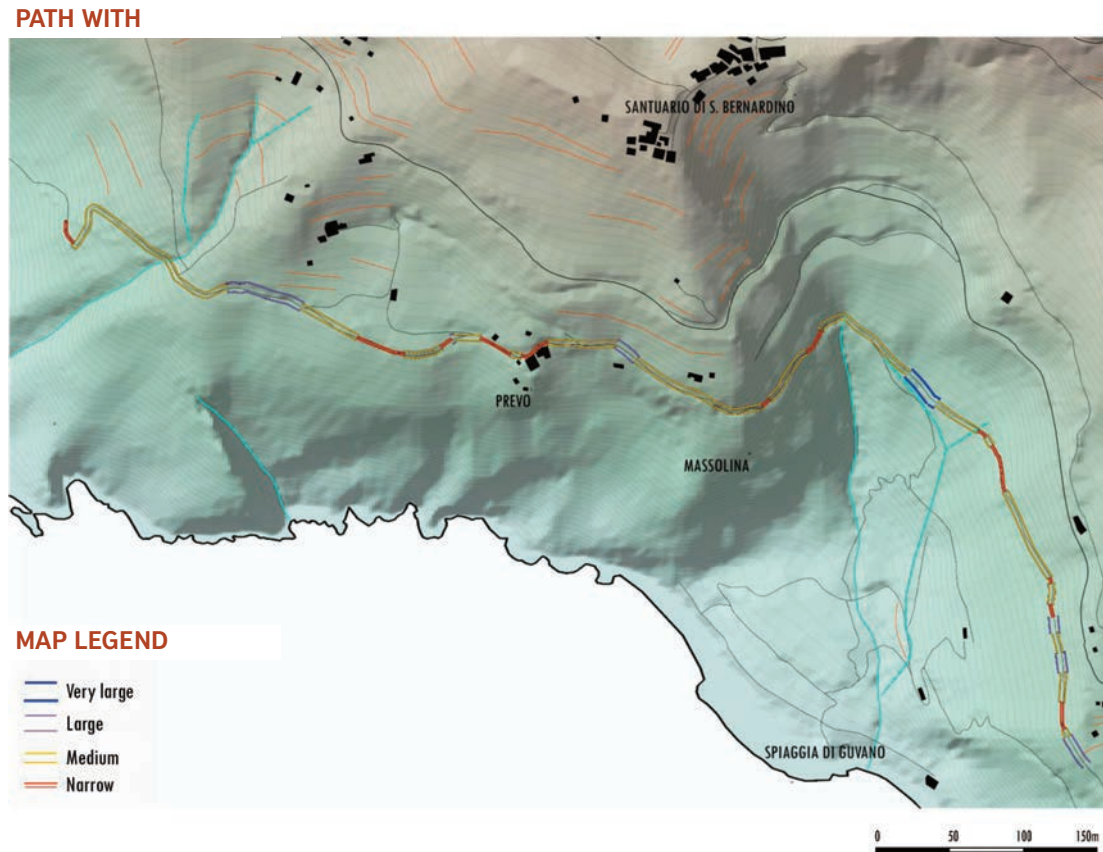 PATH WITH
SANTUARIO DI S. BERNARDINO
PREVO
MASSOLINA
SPIAGGIA DI GUVANO
MAP LEGEND
Very large
Large
Medium
Narrow
0 50 100 150m